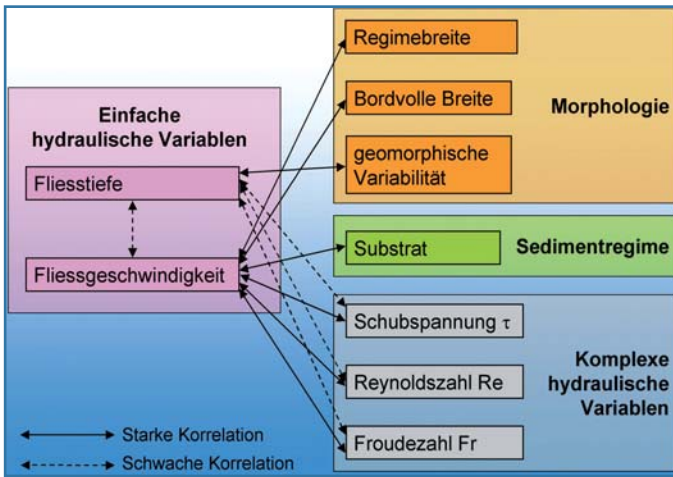 Einfache
hydraulische Variablen
Fliesstiefe
Fliessgeschwindigkeit
Regimebreite
Bordvolle Breite
geomorphische
Variabilität
Morphologie
Substrat
Sedimentregime
Schubspannung τ
Reynoldszahl Re
Froudezahl Fr
Komplexe
hydraulische
Variablen
Starke Korrelation
Schwache Korrelation